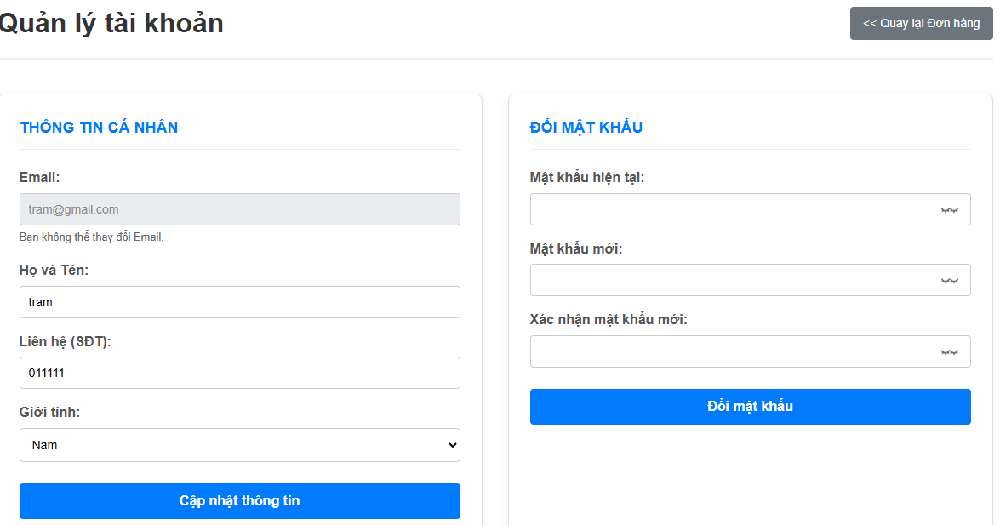 Quản lý tài khoản
<< Quay lại Đơn hàng
THÔNG TIN CÁ NHÂN
Email:
tram@gmail.com
Bạn không thể thay đổi Email.
Họ và Tên:
tram
Liên hệ (SĐT):
011111
Giới tính:
Nam
Cập nhật thông tin
ĐỔI MẬT KHẨU
Mật khẩu hiện tại:
Mật khẩu mới:
Xác nhận mật khẩu mới:
Đổi mật khẩu